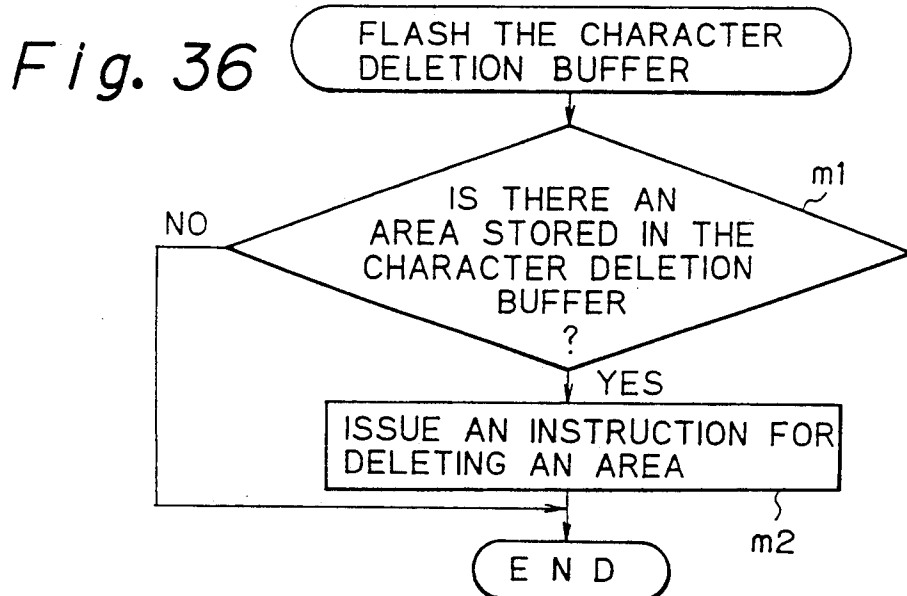 Fig. 36
FLASH THE CHARACTER
DELETION BUFFER
m1
IS THERE AN
AREA STORED IN THE
CHARACTER DELETION
BUFFER
?
NO
YES
ISSUE AN INSTRUCTION FOR
DELETING AN AREA
m2
END